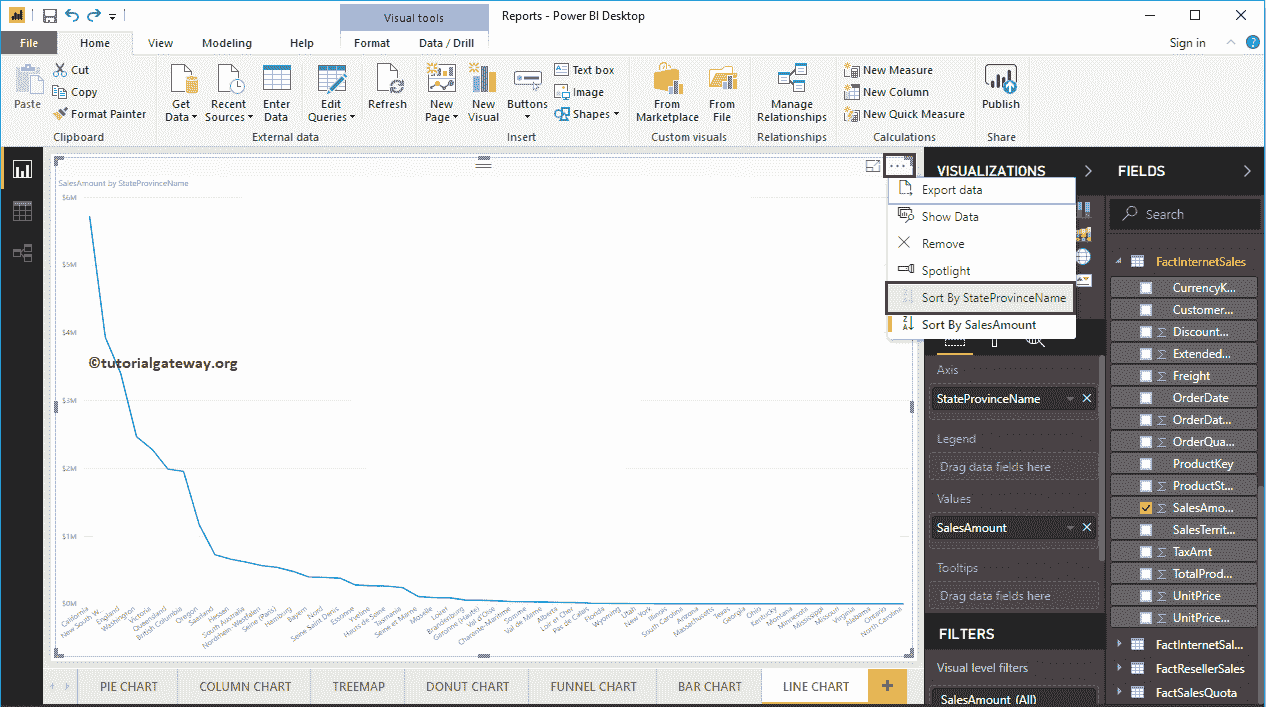 Visual tools
Reports - Power BI Desktop
File Home View Modeling Help Format Data / Drill Sign in
Paste
Cut
Copy
Format Painter
Clipboard
Get Data
Recent Sources
Enter Data
Edit Queries
External data
Refresh
New Page
New Visual
Buttons
Text box
Image
Shapes
Insert
From Marketplace
From File
Custom visuals
Manage Relationships
Relationships
New Measure
New Column
New Quick Measure
Calculations
Publish
Share
SalesAmount by StateProvinceName
$6M
$5M
$4M
$3M
$2M
$1M
$0M
©tutorialgateway.org
California
New South W...
England
Washington
Victoria
Queensland
British Columbia
Oregon
Saarland
South Australia
Nordrhein-Westfalen
Seine (Paris)
Hamburg
Bayern
Nord
Seine Saint Denis
Essonne
Yveline
Hauts de Seine
Tasmania
Seine et Marne
Moselle
Loiret
Brandenburg
Garonne (Haute)
Val d'Oise
Charente-Maritime
Somme
Val de Marne
Alberta
Loir et Cher
Pas de Calais
Florida
Wyoming
Utah
New York
Illinois
South Carolina
Arizona
Massachusetts
Texas
Georgia
Ohio
Kentucky
Montana
Minnesota
Mississippi
Missouri
Virginia
Alabama
Ontario
North Carolina
Export data
Show Data
Remove
Spotlight
Sort By StateProvinceName
Sort By SalesAmount
VISUALIZATIONS
Axis
StateProvinceName
Legend
Drag data fields here
Values
SalesAmount
Tooltips
Drag data fields here
FILTERS
Visual level filters
SalesAmount (All)
FIELDS
Search
FactInternetSales
CurrencyK...
Customer...
Discount...
Extended...
Freight
OrderDate
OrderDat...
OrderQua...
ProductKey
ProductSt...
SalesAmo...
SalesTerrit...
TaxAmt
TotalProd...
UnitPrice
UnitPrice...
FactInternetSal...
FactResellerSales
FactSalesQuota
PIE CHART COLUMN CHART TREEMAP DONUT CHART FUNNEL CHART BAR CHART LINE CHART